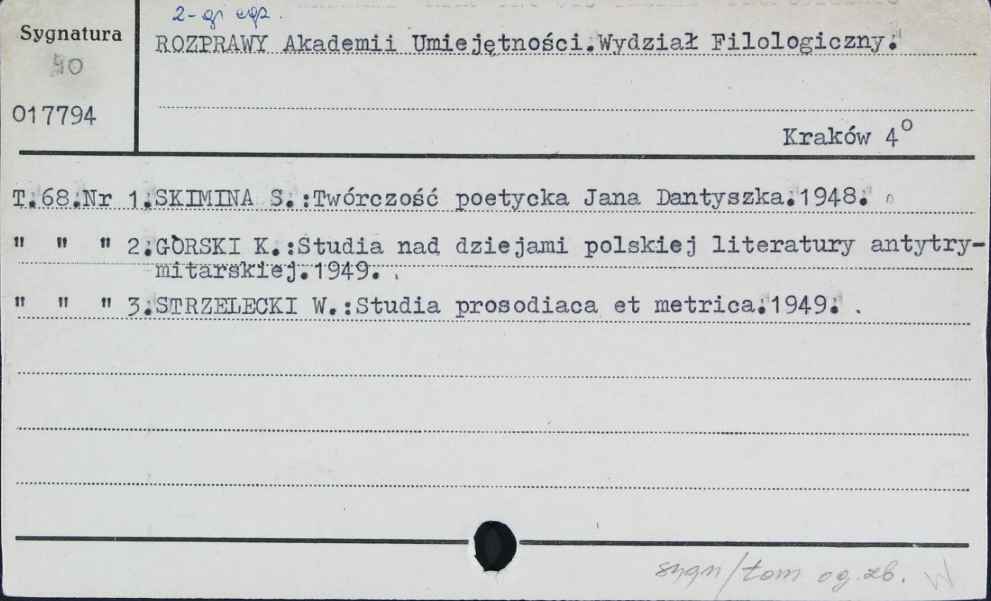 2-gi egz.
Sygnatura
ROZPRAWY Akademii Umiejętności.Wydział Filologiczny.
017794
Kraków 4°
T.68.Nr 1.SKIMINA S.:Twórczość poetycka Jana Dantyszka.1948.
" " " 2.GÓRSKI K.:Studia nad dziejami polskiej literatury antytry-
mitarskiej.1949.
" " " 3.STRZELECKI W.:Studia prosodiaca et metrica.1949.
sygn/tom og.zb. W